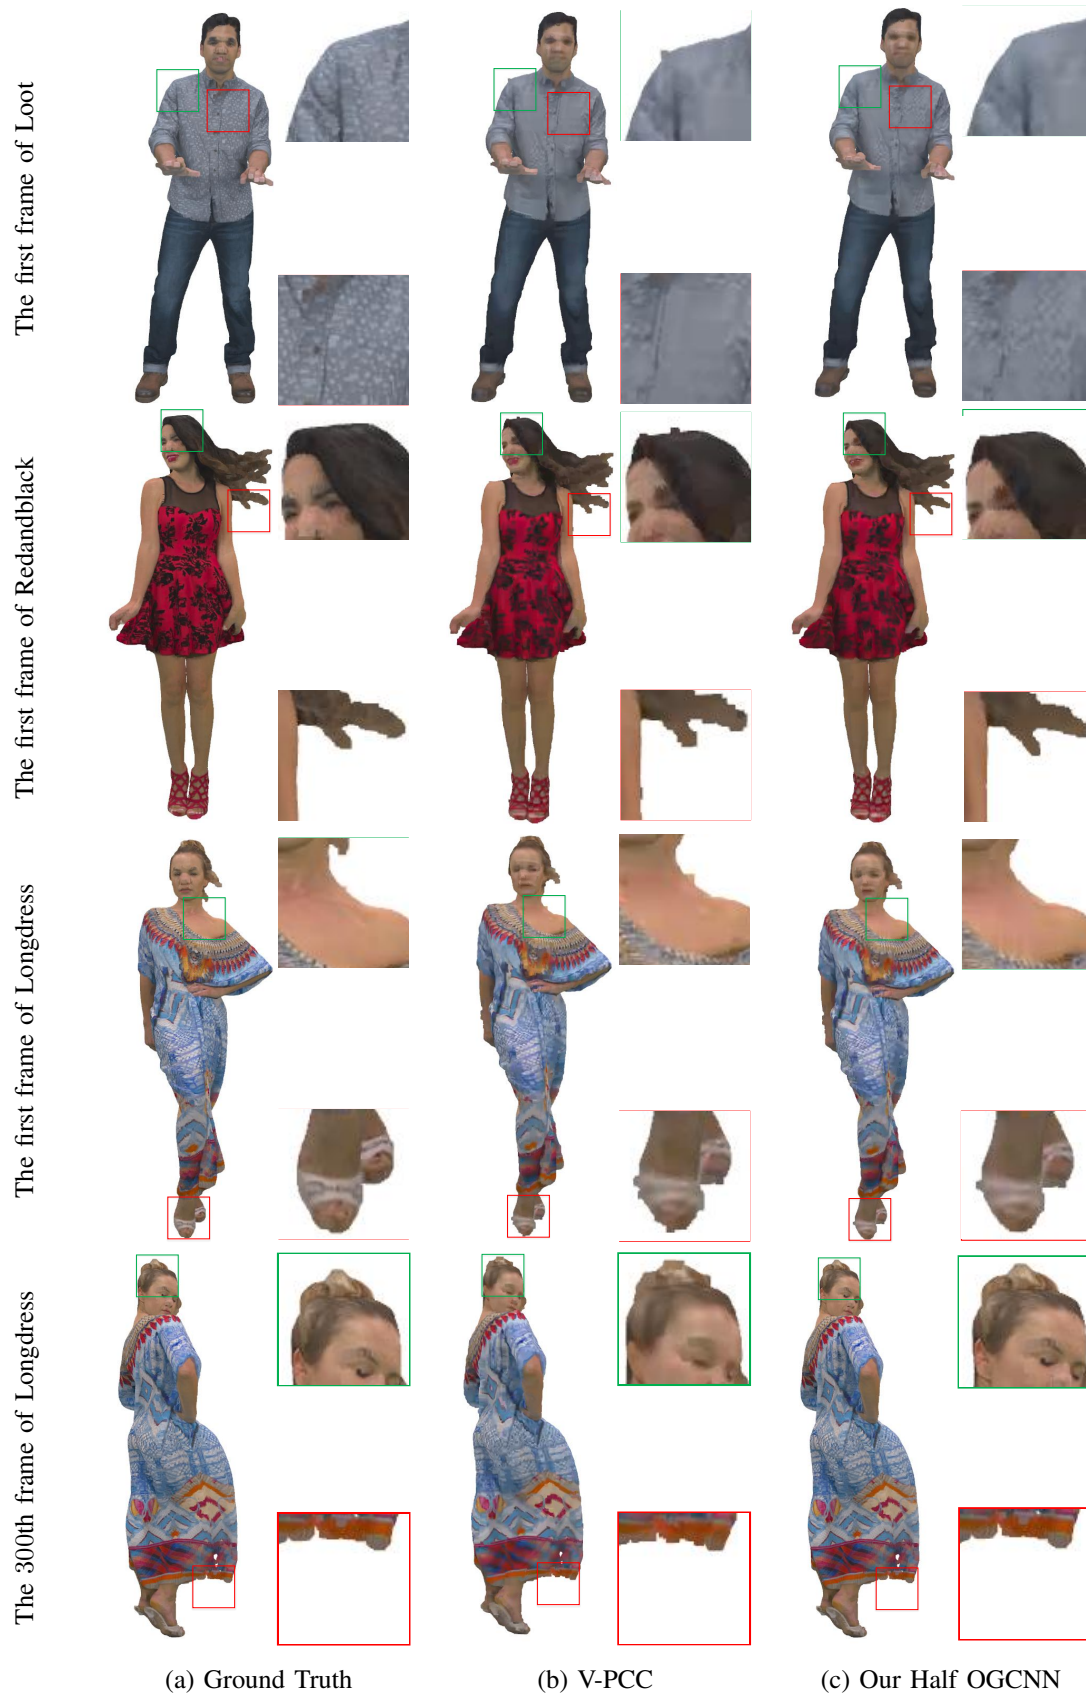 The first frame of Loot
The first frame of Redandblack
The first frame of Longdress
The 300th frame of Longdress
(a) Ground Truth
(b) V-PCC
(c) Our Half OGCNN